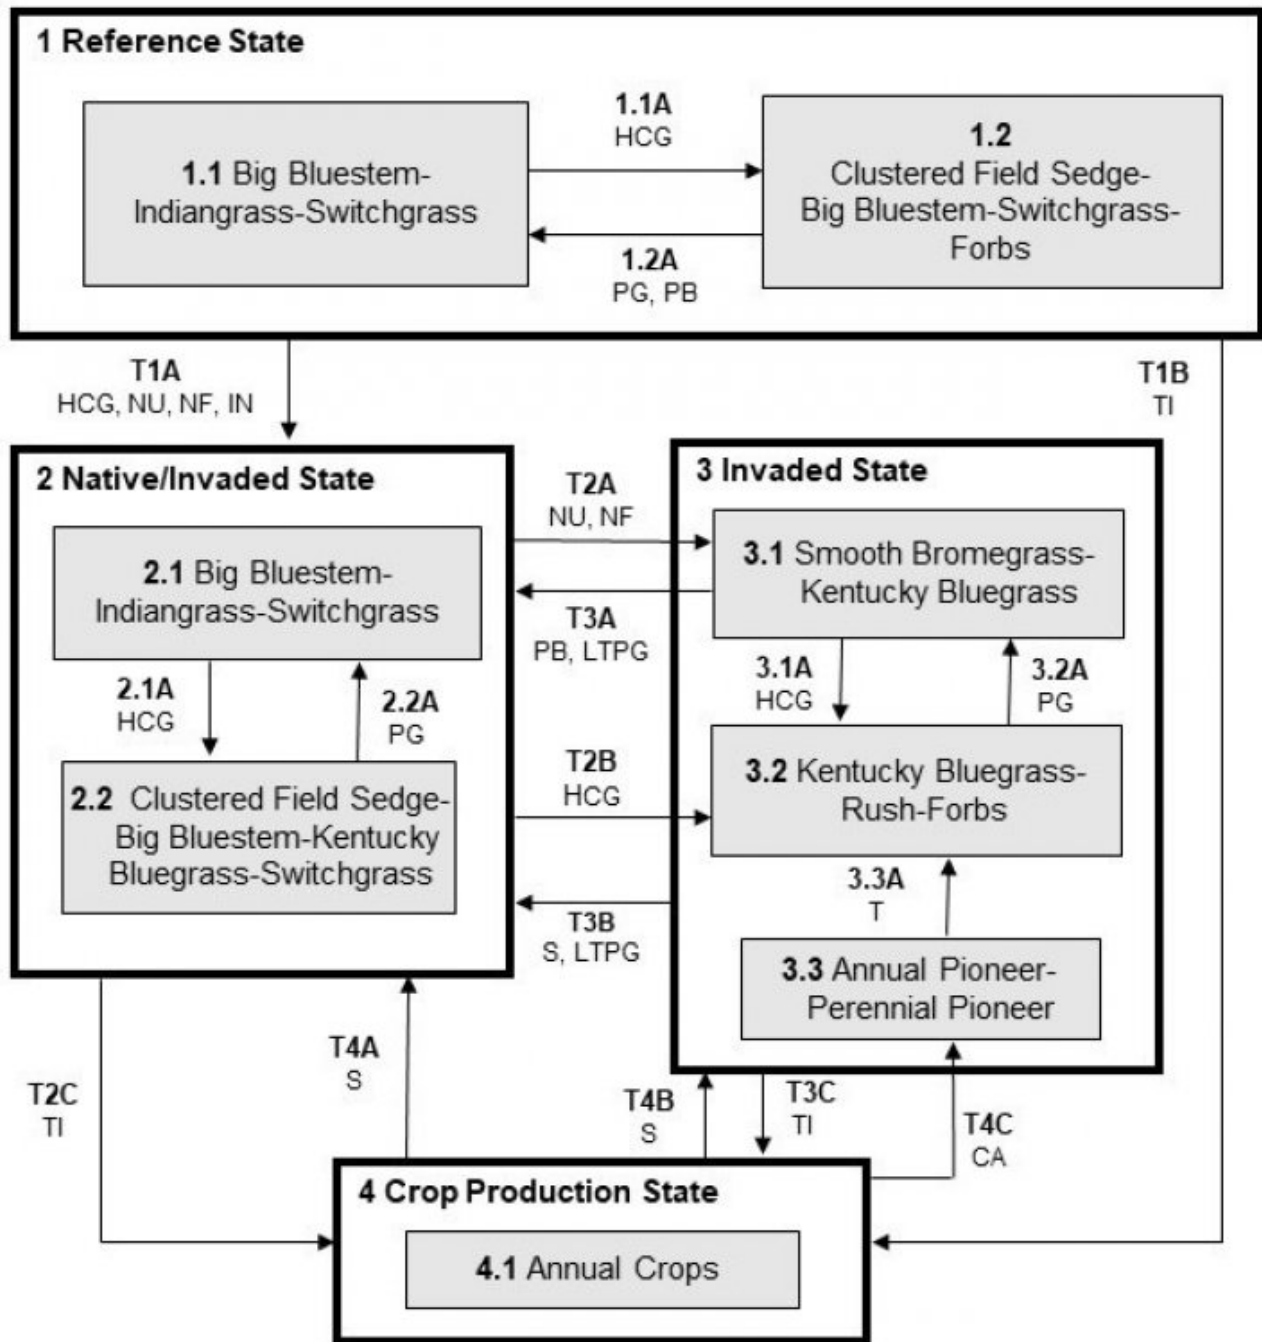 1 Reference State
1.1 Big Bluestem-
Indiangrass-Switchgrass
1.1A
HCG
1.2
Clustered Field Sedge-
Big Bluestem-Switchgrass-
Forbs
1.2A
PG, PB
T1A
HCG, NU, NF, IN
T1B
TI
2 Native/Invaded State
2.1 Big Bluestem-
Indiangrass-Switchgrass
2.1A
HCG
2.2A
PG
2.2 Clustered Field Sedge-
Big Bluestem-Kentucky
Bluegrass-Switchgrass
T2A
NU, NF
T3A
PB, LTPG
T2B
HCG
T3B
S, LTPG
3 Invaded State
3.1 Smooth Bromegrass-
Kentucky Bluegrass
3.1A
HCG
3.2A
PG
3.2 Kentucky Bluegrass-
Rush-Forbs
3.3A
T
3.3 Annual Pioneer-
Perennial Pioneer
T2C
TI
T4A
S
T4B
S
T3C
TI
T4C
CA
4 Crop Production State
4.1 Annual Crops